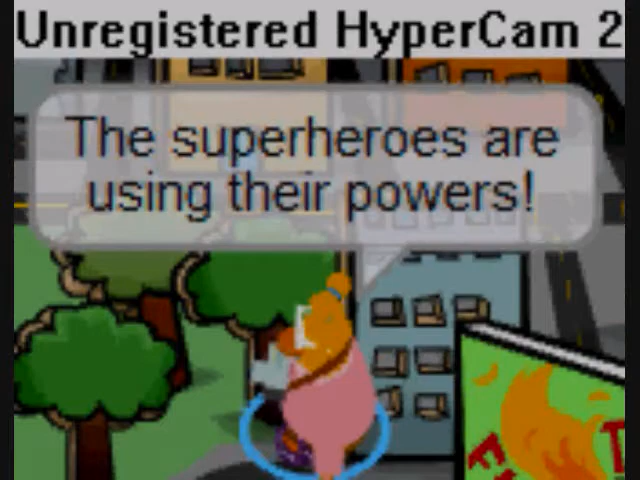 Unregistered HyperCam 2
The superheroes are
using their powers!